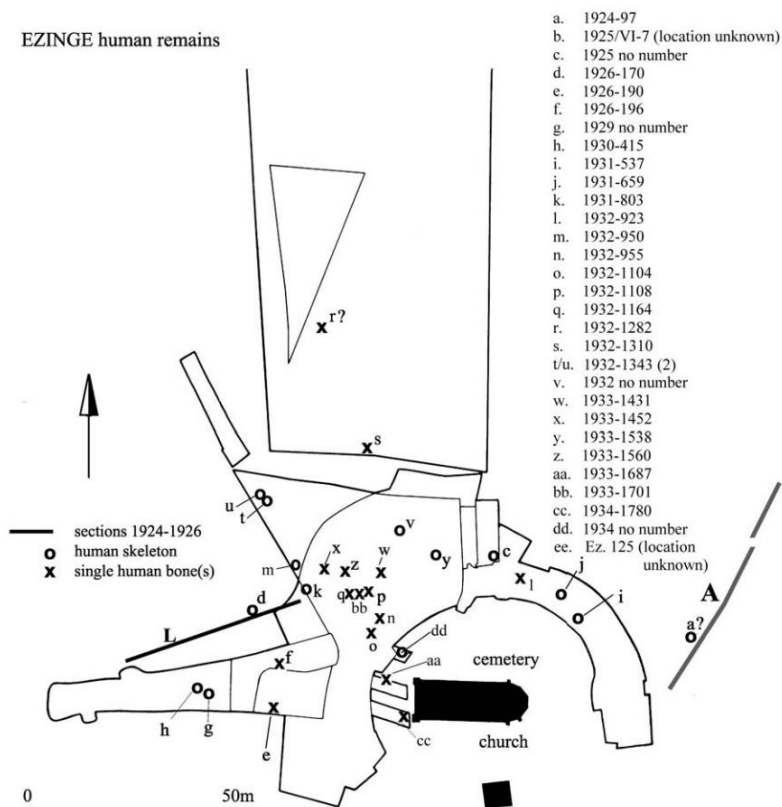 EZINGE human remains
a. 1924-97
b. 1925/VI-7 (location unknown)
c. 1925 no number
d. 1926-170
e. 1926-190
f. 1926-196
g. 1929 no number
h. 1930-415
i. 1931-537
j. 1931-659
k. 1931-803
l. 1932-923
m. 1932-950
n. 1932-955
o. 1932-1104
p. 1932-1108
q. 1932-1164
r. 1932-1282
s. 1932-1310
t/u. 1932-1343 (2)
v. 1932 no number
w. 1933-1431
x. 1933-1452
y. 1933-1538
z. 1933-1560
aa. 1933-1687
bb. 1933-1701
cc. 1934-1780
dd. 1934 no number
ee. Ez. 125 (location
unknown)
sections 1924-1926
o human skeleton
x single human bone(s)
r?
s
u
t
v
m
x
z
w
y
c
l
j
i
A
a?
k
q
bb
p
d
L
n
o
dd
f
aa
cemetery
h
g
e
cc
church
0 50m